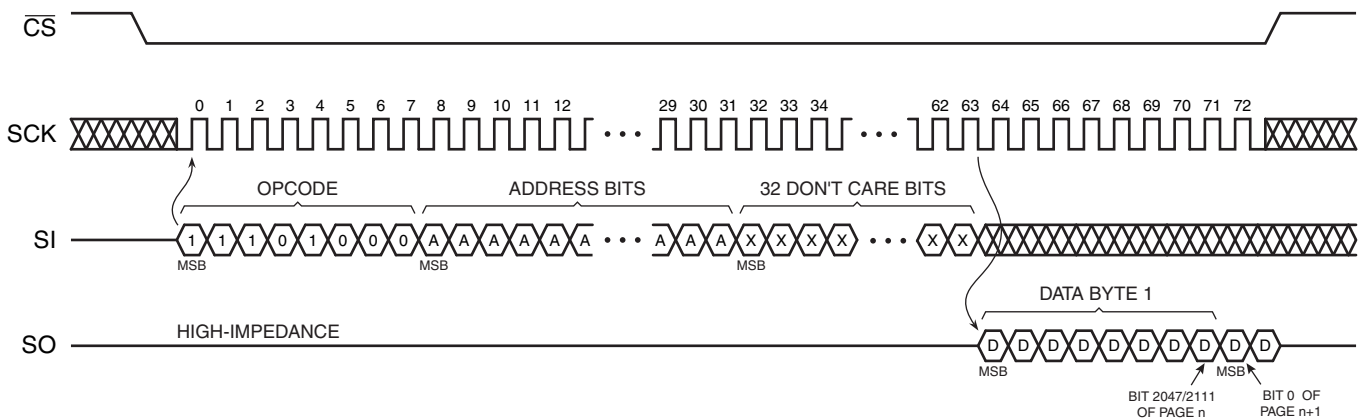 CS
0 1 2 3 4 5 6 7 8 9 10 11 12 29 30 31 32 33 34 62 63 64 65 66 67 68 69 70 71 72
SCK
OPCODE ADDRESS BITS 32 DON'T CARE BITS
SI 1 1 1 0 1 0 0 0 A A A A A A A A A X X X X X X
MSB MSB MSB
DATA BYTE 1
HIGH-IMPEDANCE
SO D D D D D D D D D D
MSB MSB
BIT 2047/2111 BIT 0 OF
OF PAGE n PAGE n+1